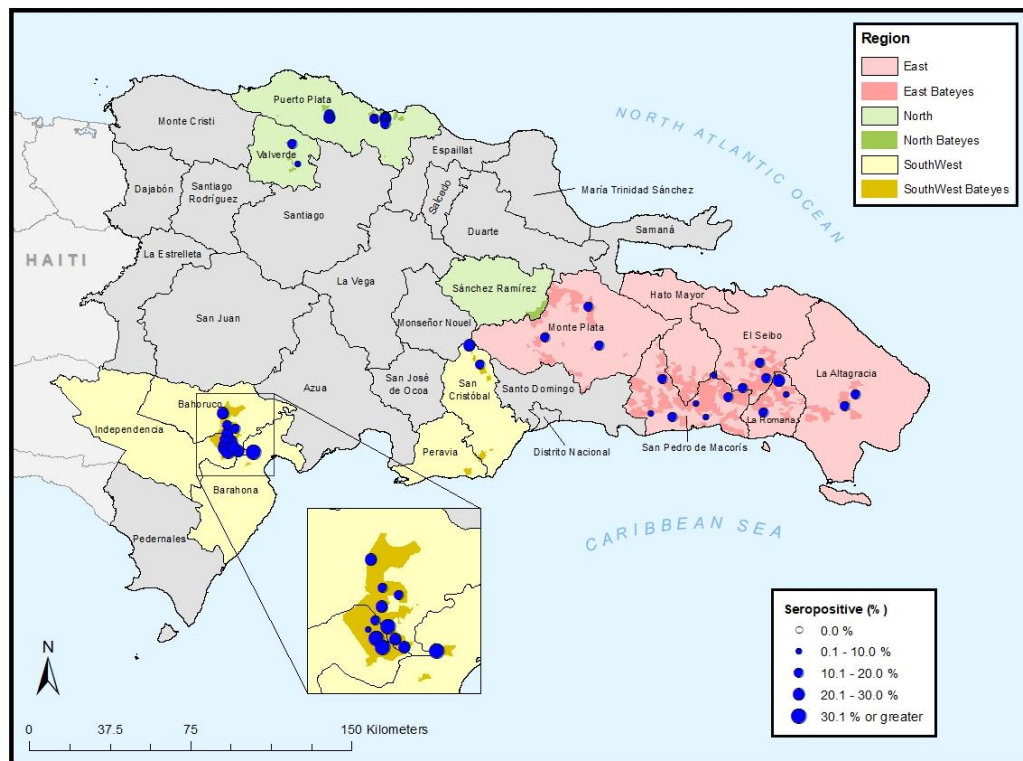 Region
East
East Bateyes
North
North Bateyes
SouthWest
SouthWest Bateyes
NORTH ATLANTIC OCEAN
Puerto Plata
Monte Cristi
Valverde
Espaillat
Dajabón
Santiago
Rodríguez
Salcedo
María Trinidad Sánchez
Santiago
Duarte
Samaná
HAITI
La Estrelleta
La Vega
Sánchez Ramírez
Hato Mayor
San Juan
Monseñor Nouel
Monte Plata
El Seibo
La Altagracia
Azua
San José
de Ocoa
San
Cristóbal
Santo Domingo
Bahoruco
La Romana
Independencia
Peravia
Distrito Nacional
San Pedro de Macorís
Barahona
Pedernales
CARIBBEAN SEA
Seropositive (%)
0.0 %
0.1 - 10.0 %
10.1 - 20.0 %
20.1 - 30.0 %
30.1 % or greater
N
0 37.5 75 150 Kilometers